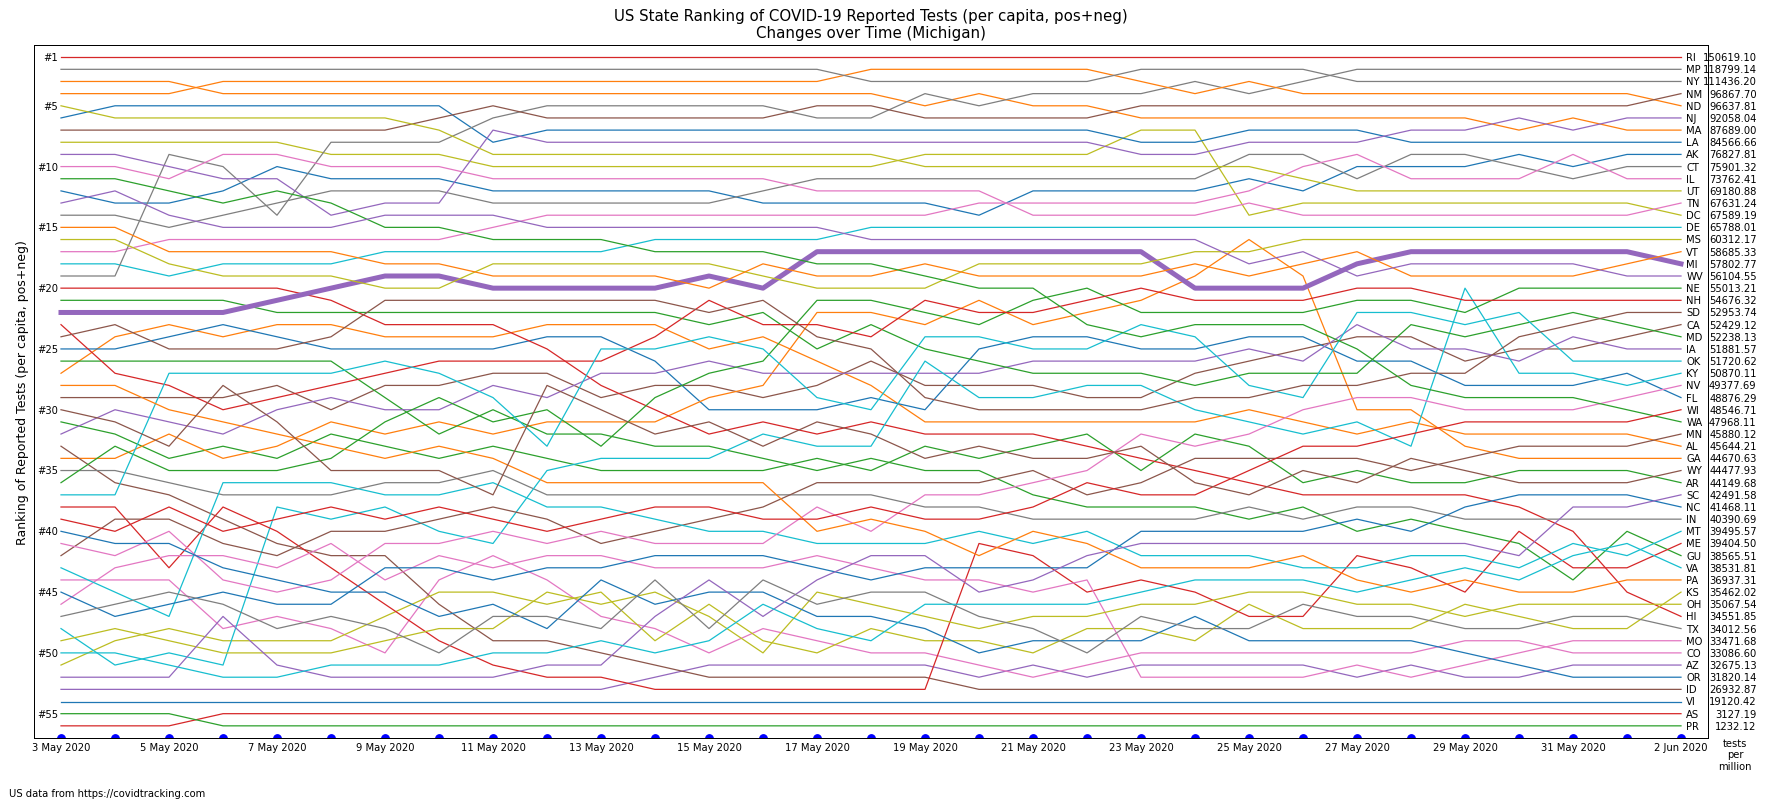 US State Ranking of COVID-19 Reported Tests (per capita, pos+neg)
Changes over Time (Michigan)
Ranking of Reported Tests (per capita, pos+neg)
#1
#5
#10
#15
#20
#25
#30
#35
#40
#45
#50
#55
RI 150619.10
MP 118799.14
NY 111436.20
NM 96867.70
ND 96637.81
NJ 92058.04
MA 87689.00
LA 84566.66
AK 76827.81
CT 75901.32
IL 73762.41
UT 69180.88
TN 67631.24
DC 67589.19
DE 65788.01
MS 60312.17
VT 58685.33
MI 57802.77
WV 56104.55
NE 55013.21
NH 54676.32
SD 52953.74
CA 52429.12
MD 52238.13
IA 51881.57
OK 51720.62
KY 50870.11
NV 49377.69
FL 48876.29
WI 48546.71
WA 47968.11
MN 45880.12
AL 45644.21
GA 44670.63
WY 44477.93
AR 44149.68
SC 42491.58
NC 41468.11
IN 40390.69
MT 39495.57
ME 39404.50
GU 38565.51
VA 38531.81
PA 36937.31
KS 35462.02
OH 35067.54
HI 34551.85
TX 34012.56
MO 33471.68
CO 33086.60
AZ 32675.13
OR 31820.14
ID 26932.87
VI 19120.42
AS 3127.19
PR 1232.12
3 May 2020
5 May 2020
7 May 2020
9 May 2020
11 May 2020
13 May 2020
15 May 2020
17 May 2020
19 May 2020
21 May 2020
23 May 2020
25 May 2020
27 May 2020
29 May 2020
31 May 2020
2 Jun 2020
tests
per
million
US data from https://covidtracking.com